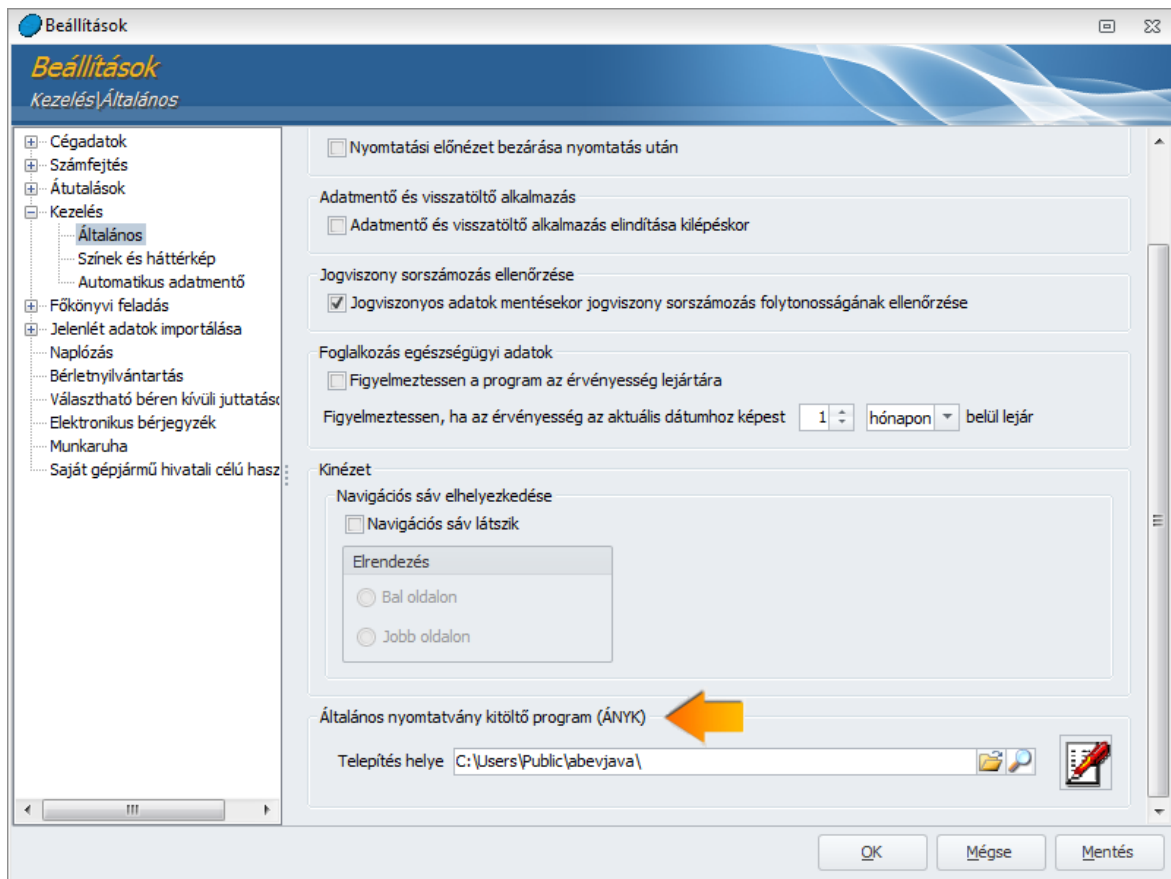 Beállítások
Beállítások
Kezelés\Általános
Cégadatok
Számfejtés
Átutalások
Kezelés
Általános
Színek és háttérkép
Automatikus adatmentő
Főkönyvi feladás
Jelenlét adatok importálása
Naplózás
Bérletnyilvántartás
Választható béren kívüli juttatáso
Elektronikus bérjegyzék
Munkaruha
Saját gépjármű hivatali célú hasz
Nyomtatási előnézet bezárása nyomtatás után
Adatmentő és visszatöltő alkalmazás
Adatmentő és visszatöltő alkalmazás elindítása kilépéskor
Jogviszony sorszámozás ellenőrzése
Jogviszonyos adatok mentésekor jogviszony sorszámozás folytonosságának ellenőrzése
Foglalkozás egészségügyi adatok
Figyelmeztessen a program az érvényesség lejártára
Figyelmeztessen, ha az érvényesség az aktuális dátumhoz képest 1 hónapon belül lejár
Kinézet
Navigációs sáv elhelyezkedése
Navigációs sáv látszik
Elrendezés
Bal oldalon
Jobb oldalon
Általános nyomtatvány kitöltő program (ÁNYK)
Telepítés helye C:\Users\Public\abevjava\
OK Mégse Mentés